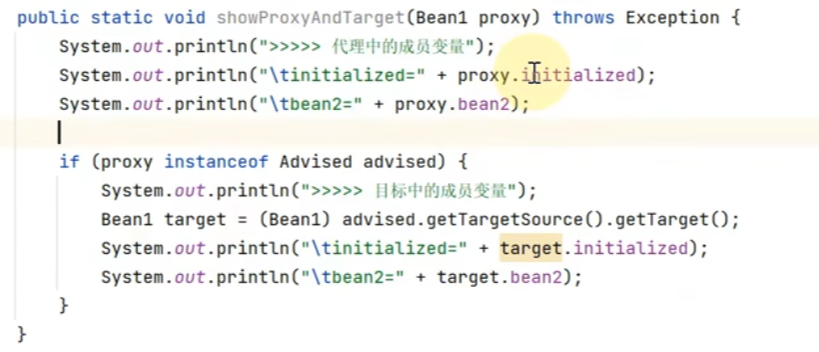 public static void showProxyAndTarget(Bean1 proxy) throws Exception {
    System.out.println(">>>>> 代理中的成员变量");
    System.out.println("\tinitialized=" + proxy.initialized);
    System.out.println("\tbean2=" + proxy.bean2);
    if (proxy instanceof Advised advised) {
        System.out.println(">>>>> 目标中的成员变量");
        Bean1 target = (Bean1) advised.getTargetSource().getTarget();
        System.out.println("\tinitialized=" + target.initialized);
        System.out.println("\tbean2=" + target.bean2);
    }
}